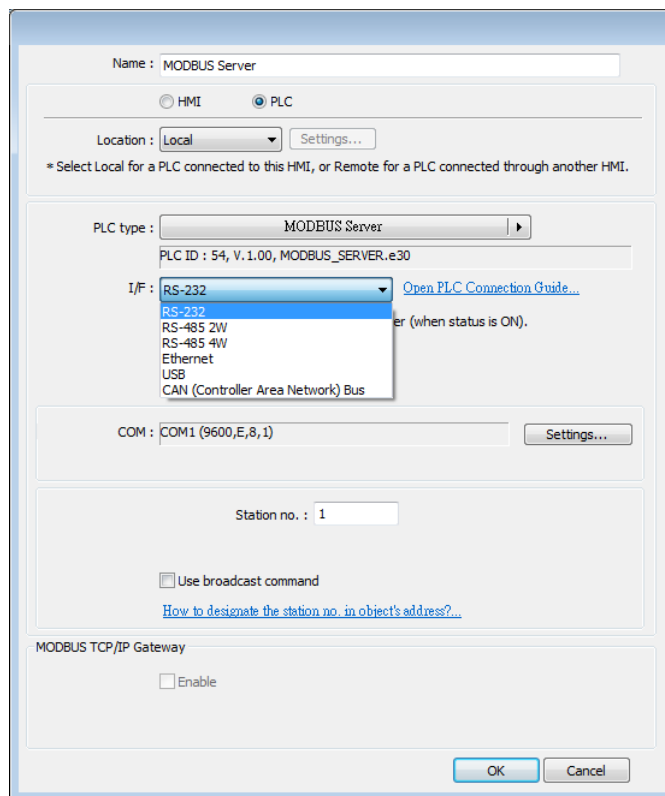 Name : MODBUS Server
HMI PLC
Location : Local Settings...
* Select Local for a PLC connected to this HMI, or Remote for a PLC connected through another HMI.
PLC type : MODBUS Server
PLC ID : 54, V.1.00, MODBUS_SERVER.e30
I/F : RS-232 Open PLC Connection Guide...
RS-232
er (when status is ON).
RS-485 2W
RS-485 4W
Ethernet
USB
CAN (Controller Area Network) Bus
COM : COM1 (9600,E,8,1) Settings...
Station no. : 1
Use broadcast command
How to designate the station no. in object's address?...
MODBUS TCP/IP Gateway
Enable
OK Cancel